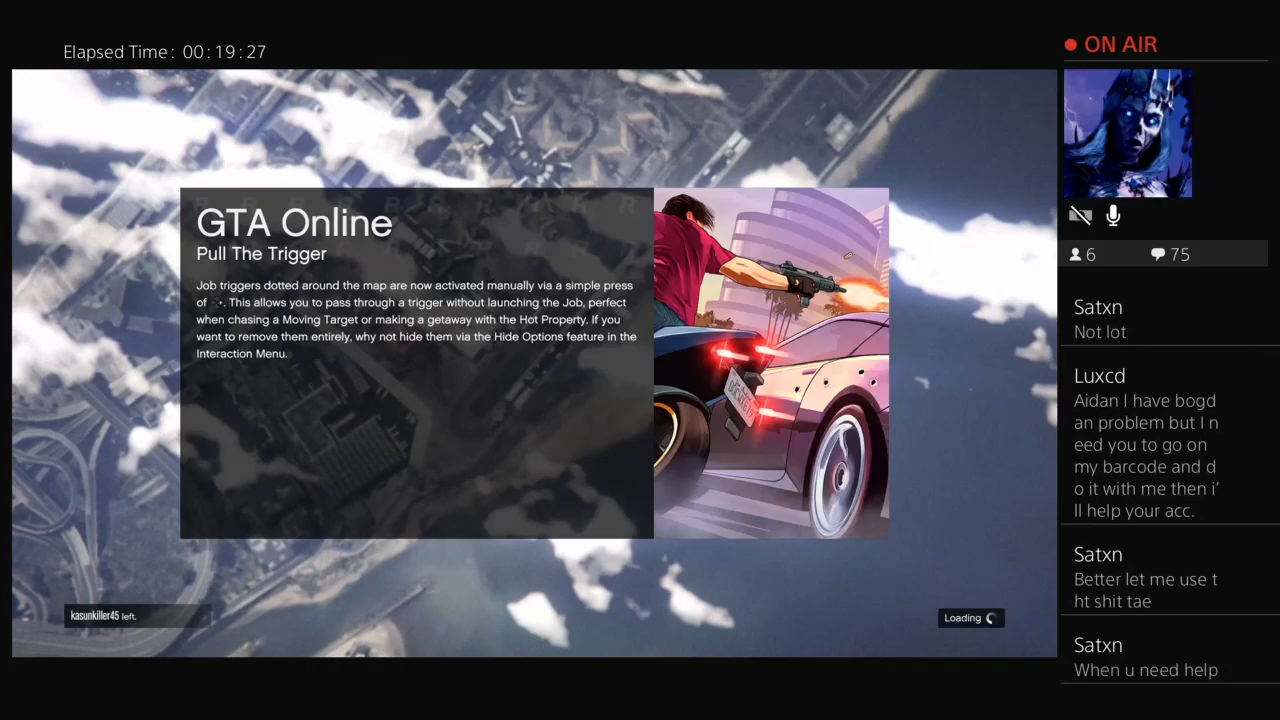 Elapsed Time: 00:19:27
ON AIR
GTA Online
Pull The Trigger
Job triggers dotted around the map are now activated manually via a simple press
of . This allows you to pass through a trigger without launching the Job, perfect
when chasing a Moving Target or making a getaway with the Hot Property. If you
want to remove them entirely, why not hide them via the Hide Options feature in the
Interaction Menu.
kasunkiller45 left.
Loading
6
75
Satxn
Not lot
Luxcd
Aidan I have bogd
an problem but I n
eed you to go on
my barcode and d
o it with me then i'
ll help your acc.
Satxn
Better let me use t
ht shit tae
Satxn
When u need help